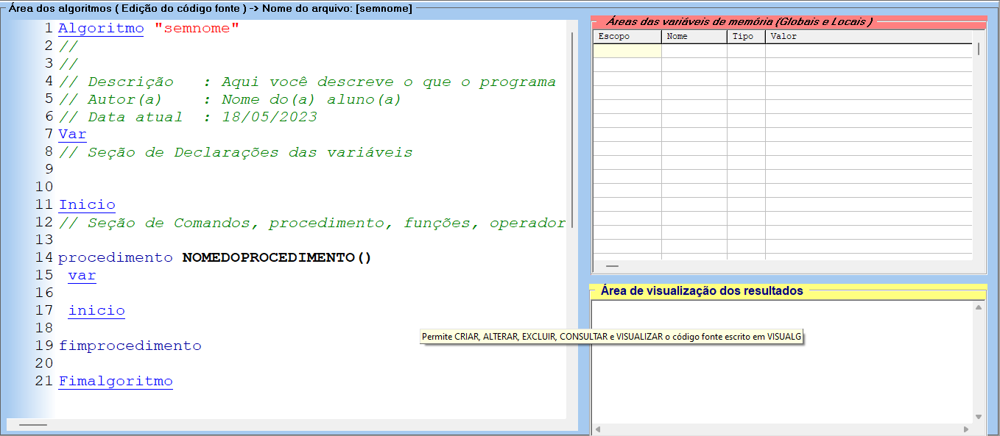 Área dos algoritmos ( Edição do código fonte ) -> Nome do arquivo: [semnome]
1 Algoritmo "semnome"
2 //
3 //
4 // Descrição   : Aqui você descreve o que o programa
5 // Autor(a)    : Nome do(a) aluno(a)
6 // Data atual  : 18/05/2023
7 Var
8 // Seção de Declarações das variáveis
9
10
11 Inicio
12 // Seção de Comandos, procedimento, funções, operador
13
14 procedimento NOMEDOPROCEDIMENTO()
15 var
16
17 inicio
18
19 fimprocedimento
20
21 Fimalgoritmo
Áreas das variáveis de memória (Globais e Locais )
Escopo Nome Tipo Valor
Área de visualização dos resultados
Permite CRIAR, ALTERAR, EXCLUIR, CONSULTAR e VISUALIZAR o código fonte escrito em VISUALG